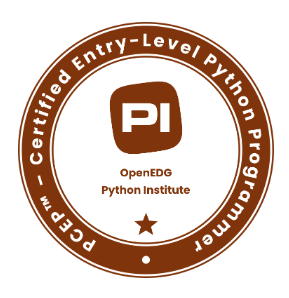 PCEP™ – Certified Entry-Level Python Programmer
PI
OpenEDG
Python Institute